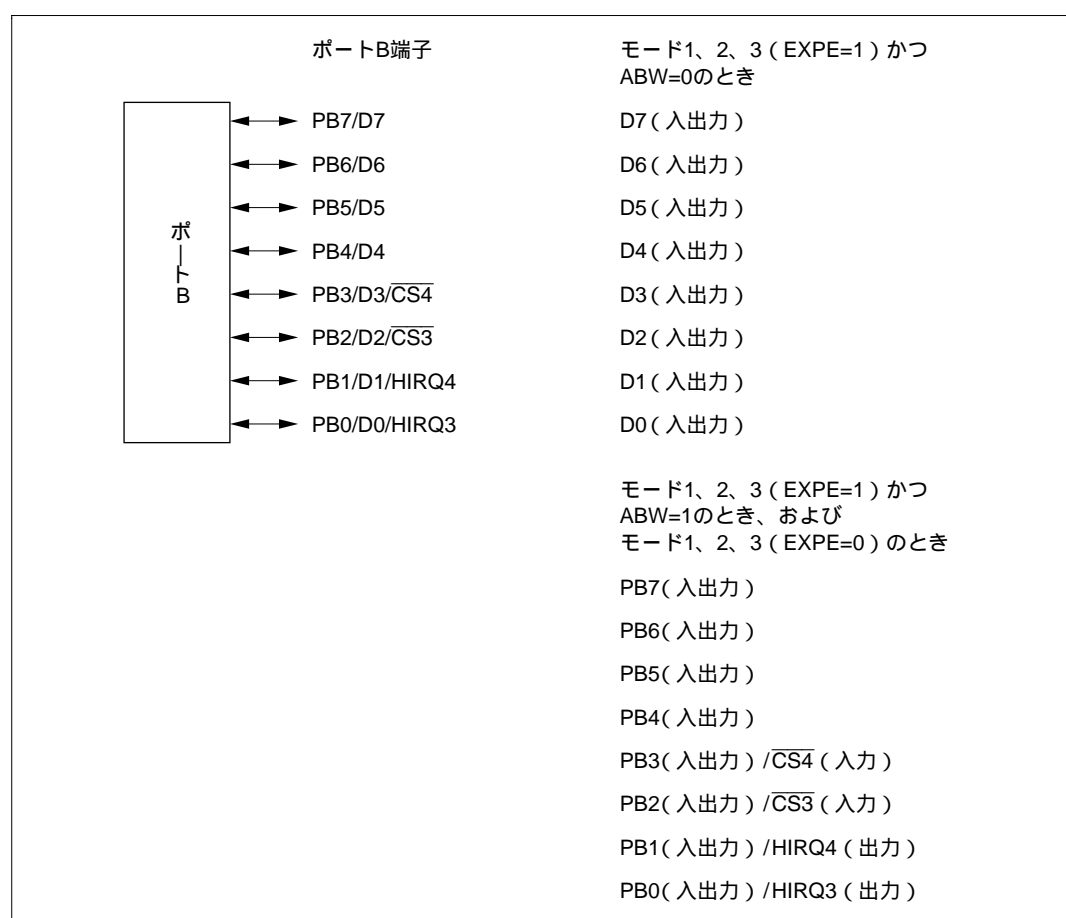 ポートB端子
モード1、2、3（EXPE=1）かつ
ABW=0のとき
ポートB
PB7/D7
D7（入出力）
PB6/D6
D6（入出力）
PB5/D5
D5（入出力）
PB4/D4
D4（入出力）
PB3/D3/C̅S̅4̅
D3（入出力）
PB2/D2/C̅S̅3̅
D2（入出力）
PB1/D1/HIRQ4
D1（入出力）
PB0/D0/HIRQ3
D0（入出力）
モード1、2、3（EXPE=1）かつ
ABW=1のとき、および
モード1、2、3（EXPE=0）のとき
PB7（入出力）
PB6（入出力）
PB5（入出力）
PB4（入出力）
PB3（入出力）/C̅S̅4̅（入力）
PB2（入出力）/C̅S̅3̅（入力）
PB1（入出力）/HIRQ4（出力）
PB0（入出力）/HIRQ3（出力）